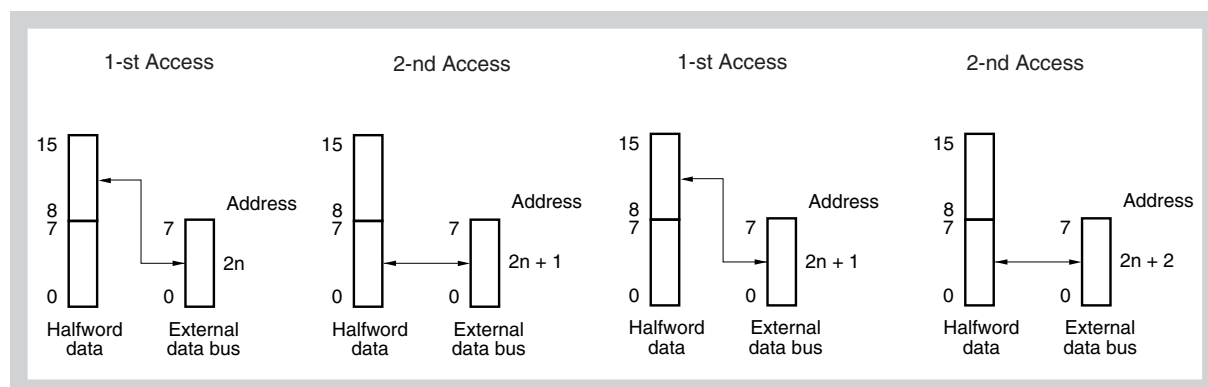 1-st Access
15
8
7
0
Halfword
data
7
0
External
data bus
Address
2n
2-nd Access
15
8
7
0
Halfword
data
7
0
External
data bus
Address
2n + 1
1-st Access
15
8
7
0
Halfword
data
7
0
External
data bus
Address
2n + 1
2-nd Access
15
8
7
0
Halfword
data
7
0
External
data bus
Address
2n + 2